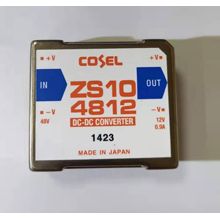 COSEL
+V +V
IN ZS10 OUT
4812
-V -V
48V DC-DC CONVERTER 12V
0.9A
1423
MADE IN JAPAN